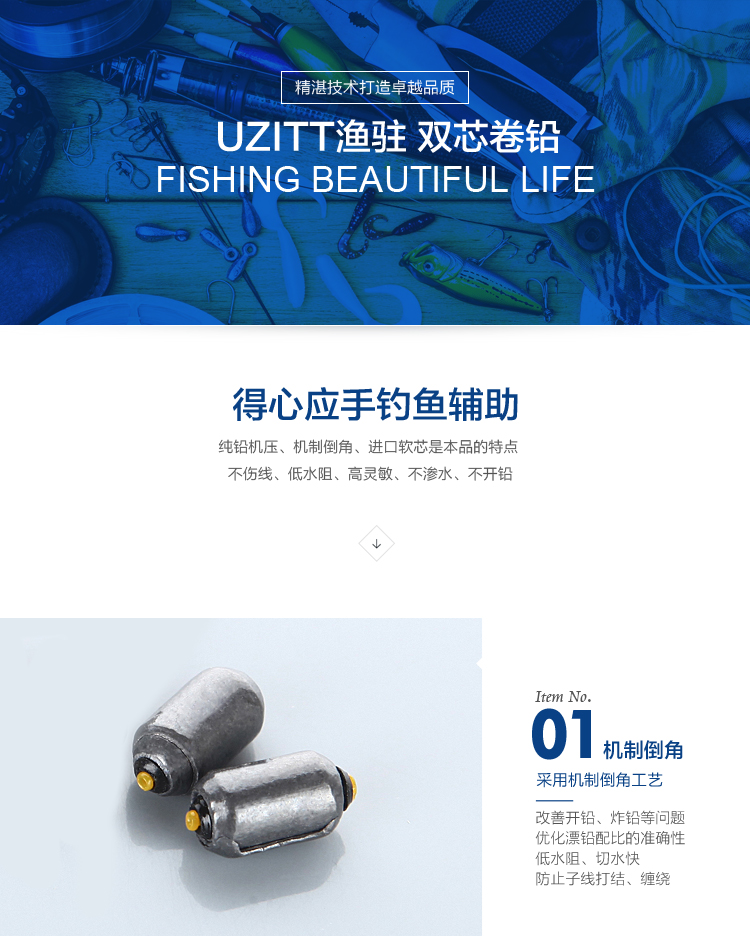 精湛技术打造卓越品质
UZITT渔驻 双芯卷铅
FISHING BEAUTIFUL LIFE
得心应手钓鱼辅助
纯铅机压、机制倒角、进口软芯是本品的特点
不伤线、低水阻、高灵敏、不渗水、不开铅
Item No.
01 机制倒角
采用机制倒角工艺
改善开铅、炸铅等问题
优化漂铅配比的准确性
低水阻、切水快
防止子线打结、缠绕